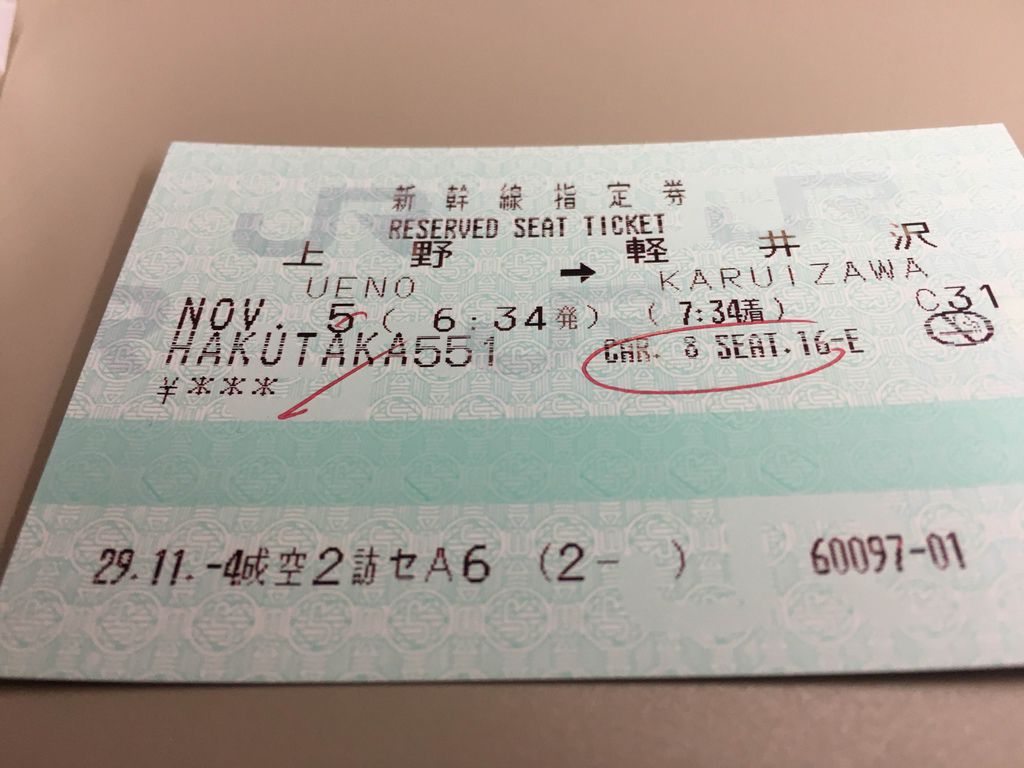 新幹線指定券
RESERVED SEAT TICKET
上野 → 軽井沢
UENO KARUIZAWA
NOV. 5 ( 6:34発) (7:34着) C31
HAKUTAKA551 CAR. 8 SEAT.16-E
¥***
29.11.-4成空2訪セA6 (2- ) 60097-01
JR JR